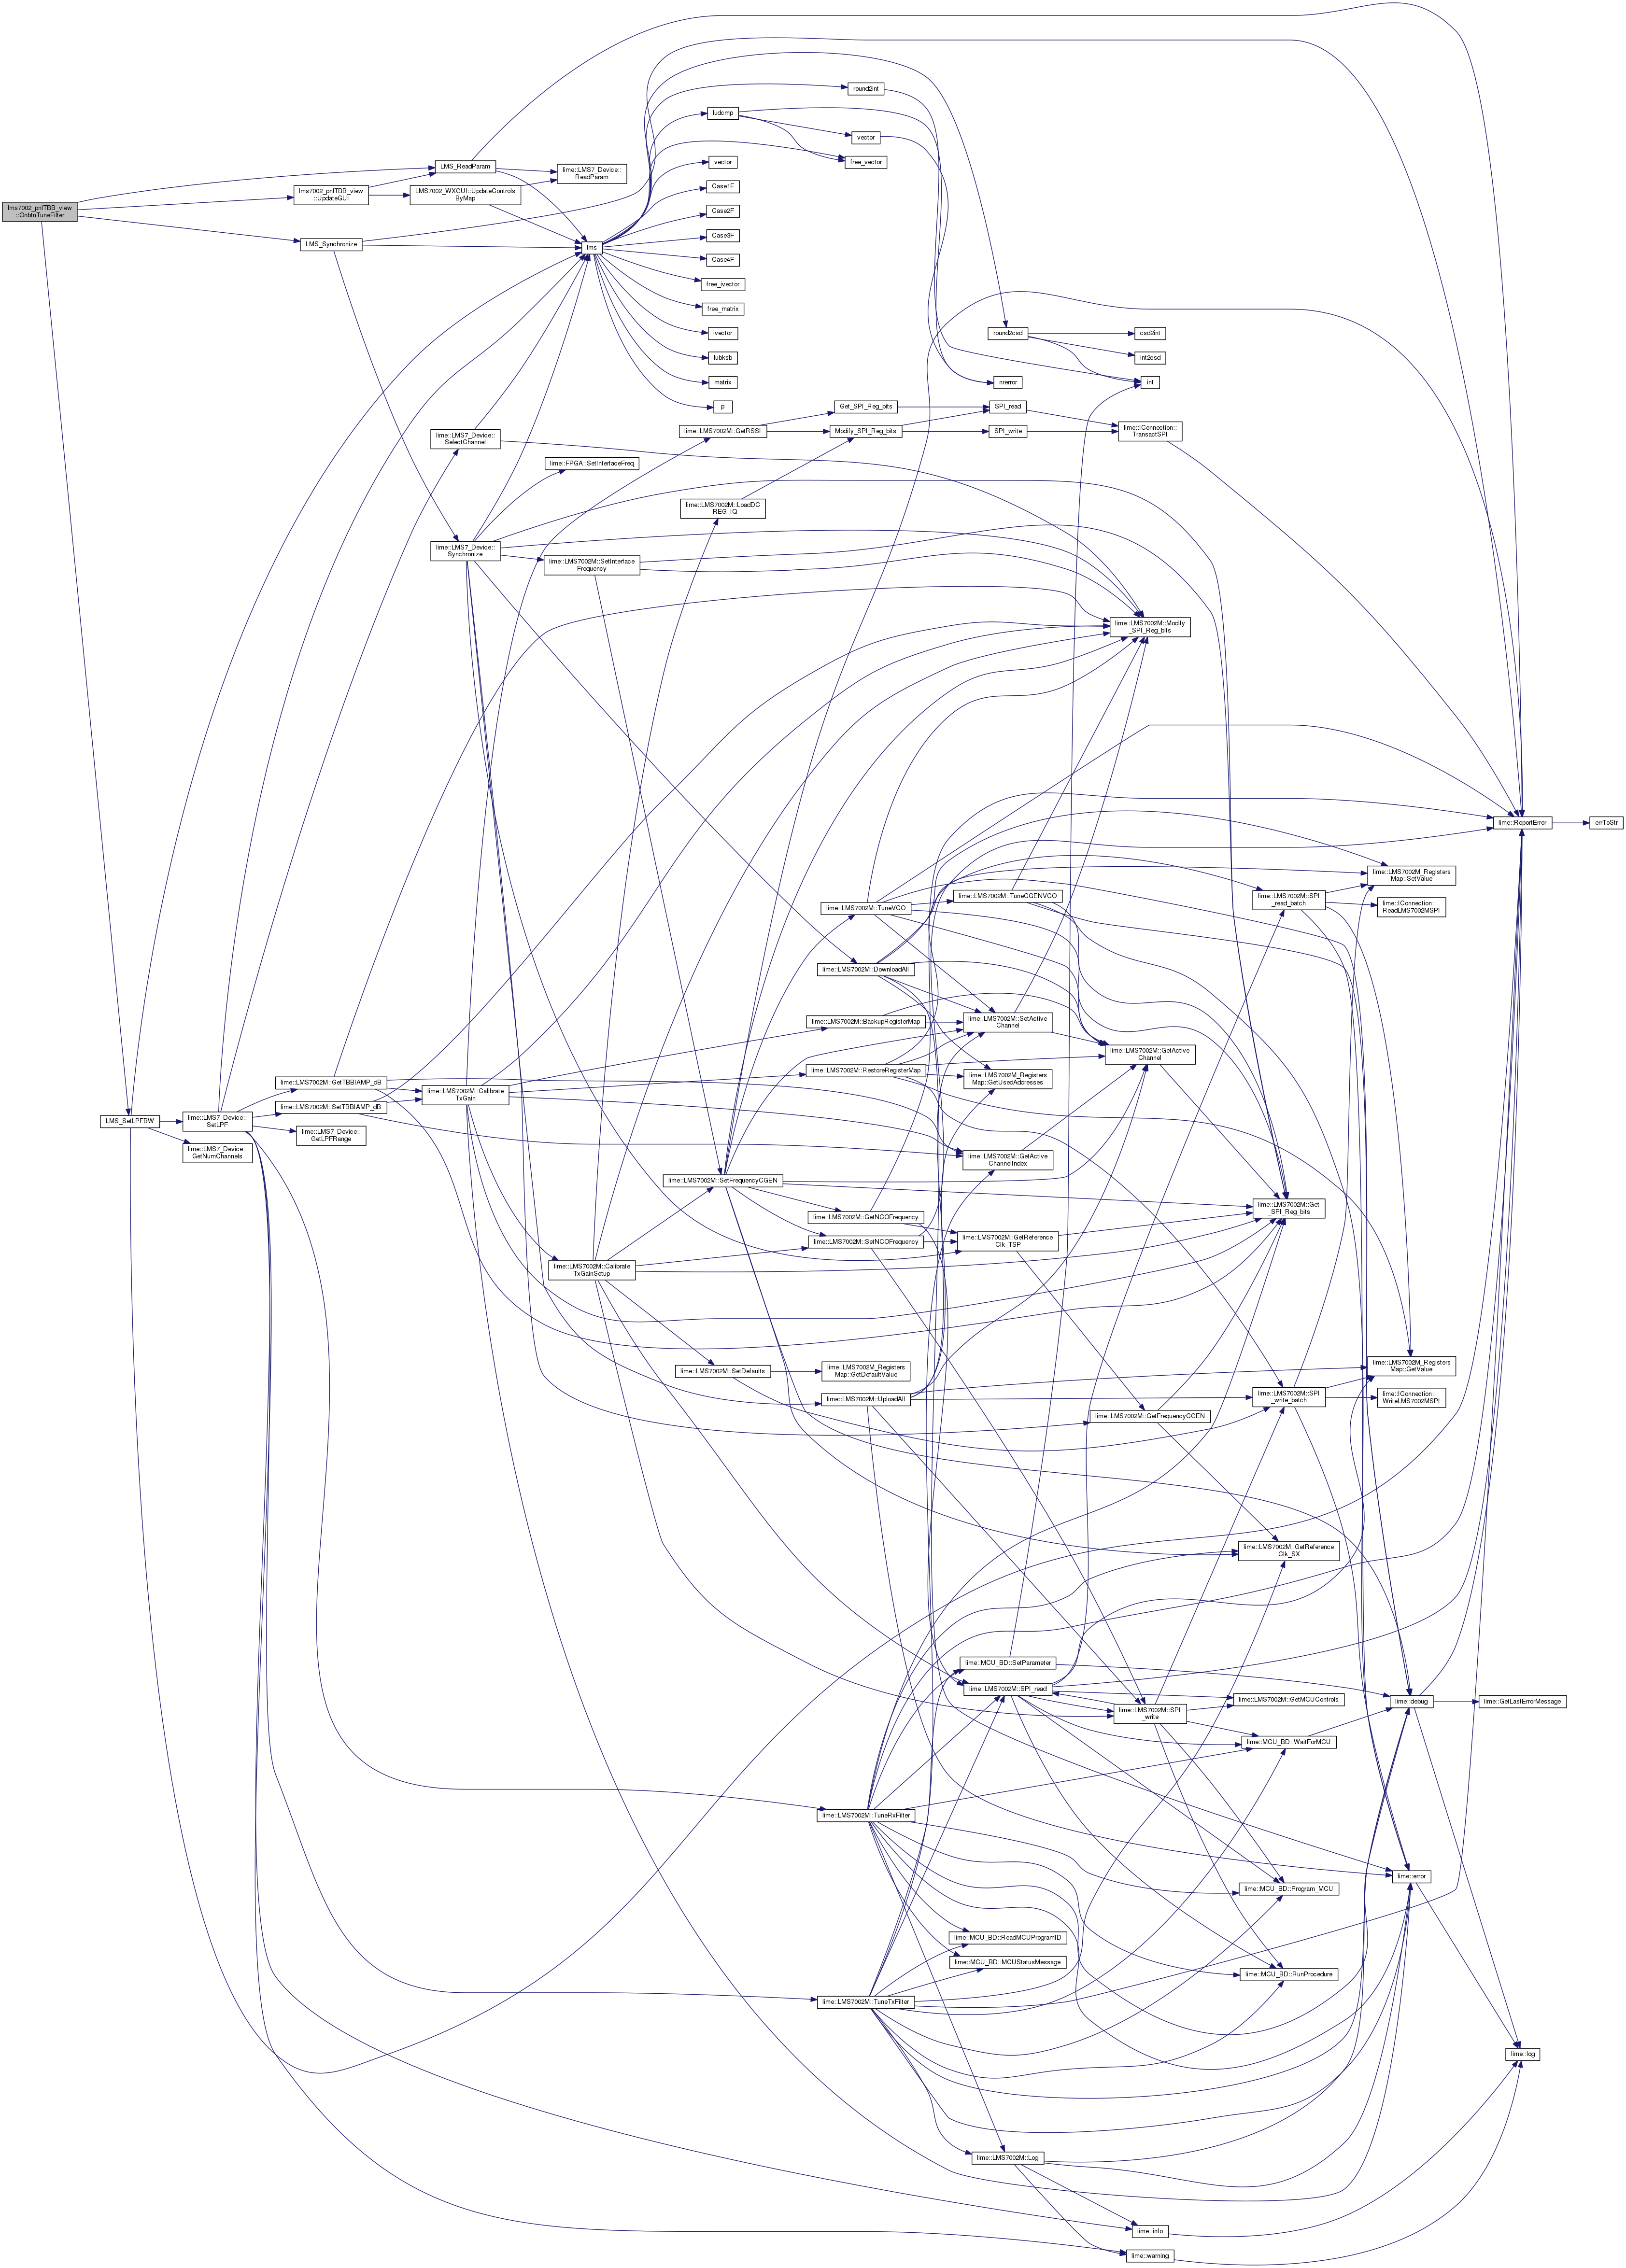 round2int
ludcmp
vector
vector
free_vector
LMS_ReadParam
lime::LMS7_Device::
ReadParam
lms7002_pnlTBB_view
::UpdateGUI
LMS7002_WXGUI::UpdateControls
ByMap
Case1F
lms7002_pnlTBB_view
::OnbtnTuneFilter
Case2F
Case3F
LMS_Synchronize
lms
Case4F
free_ivector
free_matrix
ivector
round2csd
csd2int
lubksb
int2csd
matrix
nrerror
int
p
Get_SPI_Reg_bits
SPI_read
lime::LMS7002M::GetRSSI
Modify_SPI_Reg_bits
SPI_write
lime::IConnection::
TransactSPI
lime::LMS7_Device::
SelectChannel
lime::FPGA::SetInterfaceFreq
lime::LMS7002M::LoadDC
_REG_IQ
lime::LMS7_Device::
Synchronize
lime::LMS7002M::SetInterface
Frequency
lime::LMS7002M::Modify
_SPI_Reg_bits
lime::ReportError
errToStr
lime::LMS7002M_Registers
Map::SetValue
lime::LMS7002M::TuneCGENVCO
lime::LMS7002M::SPI
_read_batch
lime::IConnection::
ReadLMS7002MSPI
lime::LMS7002M::TuneVCO
lime::LMS7002M::DownloadAll
lime::LMS7002M::BackupRegisterMap
lime::LMS7002M::SetActive
Channel
lime::LMS7002M::GetActive
Channel
lime::LMS7002M::RestoreRegisterMap
lime::LMS7002M_Registers
Map::GetUsedAddresses
lime::LMS7002M::GetTBBIAMP_dB
lime::LMS7002M::Calibrate
TxGain
lime::LMS7002M::SetTBBIAMP_dB
LMS_SetLPFBW
lime::LMS7_Device::
SetLPF
lime::LMS7_Device::
GetLPFRange
lime::LMS7_Device::
GetNumChannels
lime::LMS7002M::GetActive
ChannelIndex
lime::LMS7002M::SetFrequencyCGEN
lime::LMS7002M::Get
_SPI_Reg_bits
lime::LMS7002M::GetNCOFrequency
lime::LMS7002M::SetNCOFrequency
lime::LMS7002M::GetReference
Clk_TSP
lime::LMS7002M::Calibrate
TxGainSetup
lime::LMS7002M::SetDefaults
lime::LMS7002M_Registers
Map::GetDefaultValue
lime::LMS7002M_Registers
Map::GetValue
lime::LMS7002M::UploadAll
lime::LMS7002M::SPI
_write_batch
lime::IConnection::
WriteLMS7002MSPI
lime::LMS7002M::GetFrequencyCGEN
lime::LMS7002M::GetReference
Clk_SX
lime::MCU_BD::SetParameter
lime::LMS7002M::SPI_read
lime::LMS7002M::GetMCUControls
lime::debug
lime::GetLastErrorMessage
lime::LMS7002M::SPI
_write
lime::MCU_BD::WaitForMCU
lime::LMS7002M::TuneRxFilter
lime::error
lime::MCU_BD::Program_MCU
lime::MCU_BD::ReadMCUProgramID
lime::MCU_BD::MCUStatusMessage
lime::MCU_BD::RunProcedure
lime::LMS7002M::TuneTxFilter
lime::log
lime::LMS7002M::Log
lime::info
lime::warning